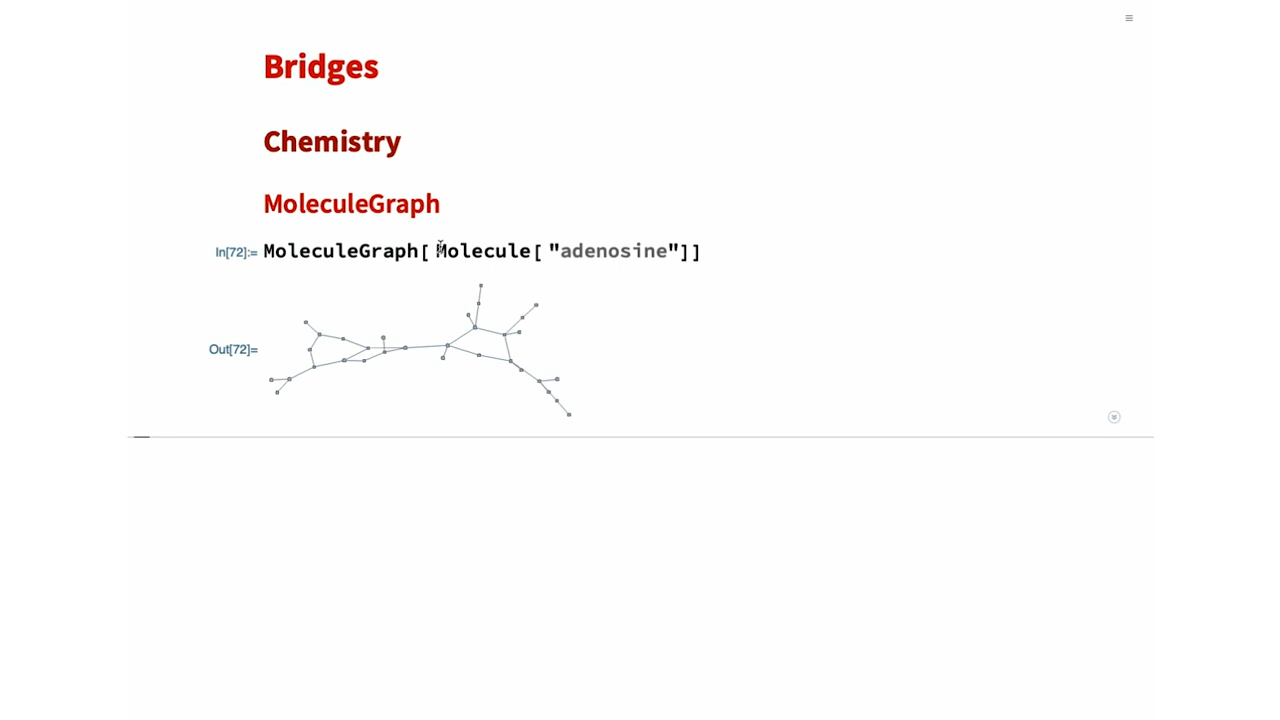 Bridges
Chemistry
MoleculeGraph
In[72]:= MoleculeGraph[Molecule["adenosine"]]
Out[72]=